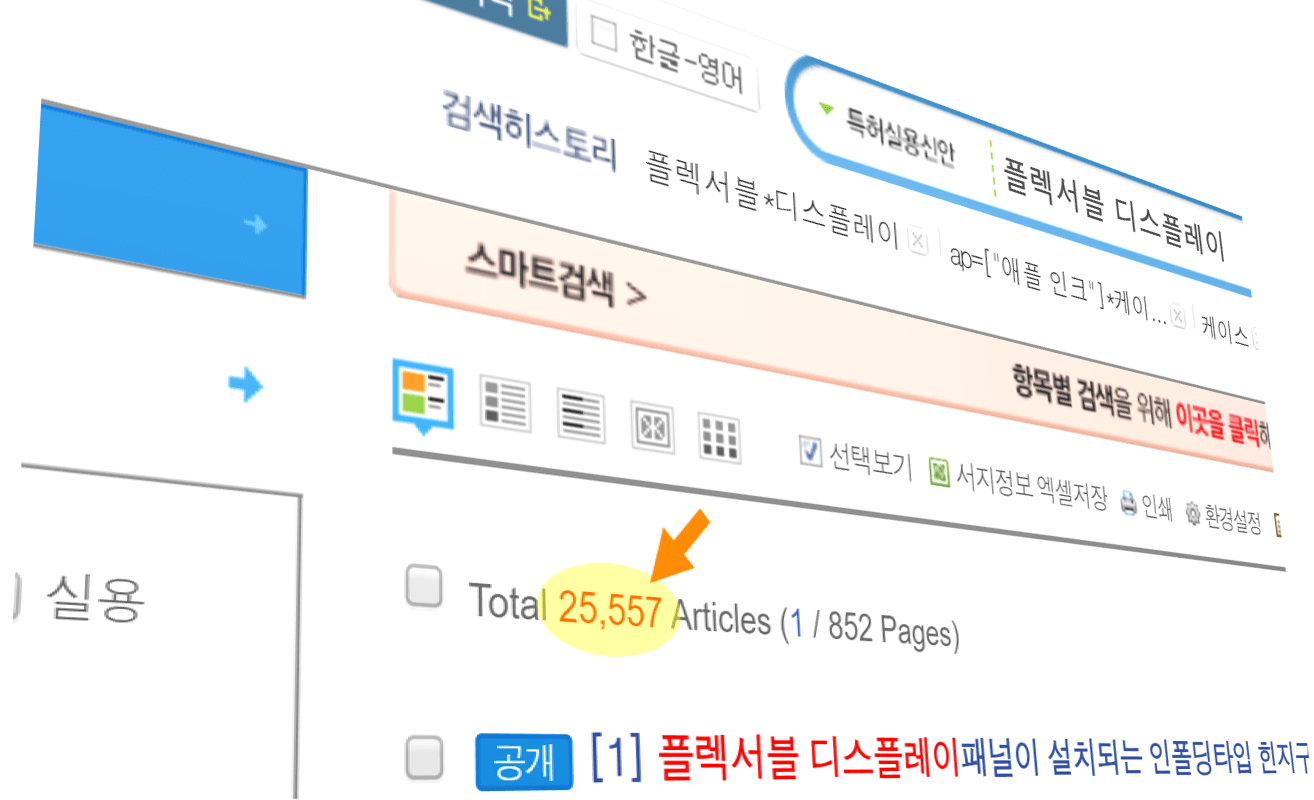 한글-영어
특허실용신안
플렉서블 디스플레이
검색히스토리
플렉서블*디스플레이
ap=["애플 인크"]*케이...
케이스
스마트검색 >
항목별 검색을 위해 이곳을 클릭하
선택보기
서지정보 엑셀저장
인쇄
환경설정
실용
Total 25,557 Articles (1 / 852 Pages)
공개 [1] 플렉서블 디스플레이패널이 설치되는 인폴딩타입 힌지구